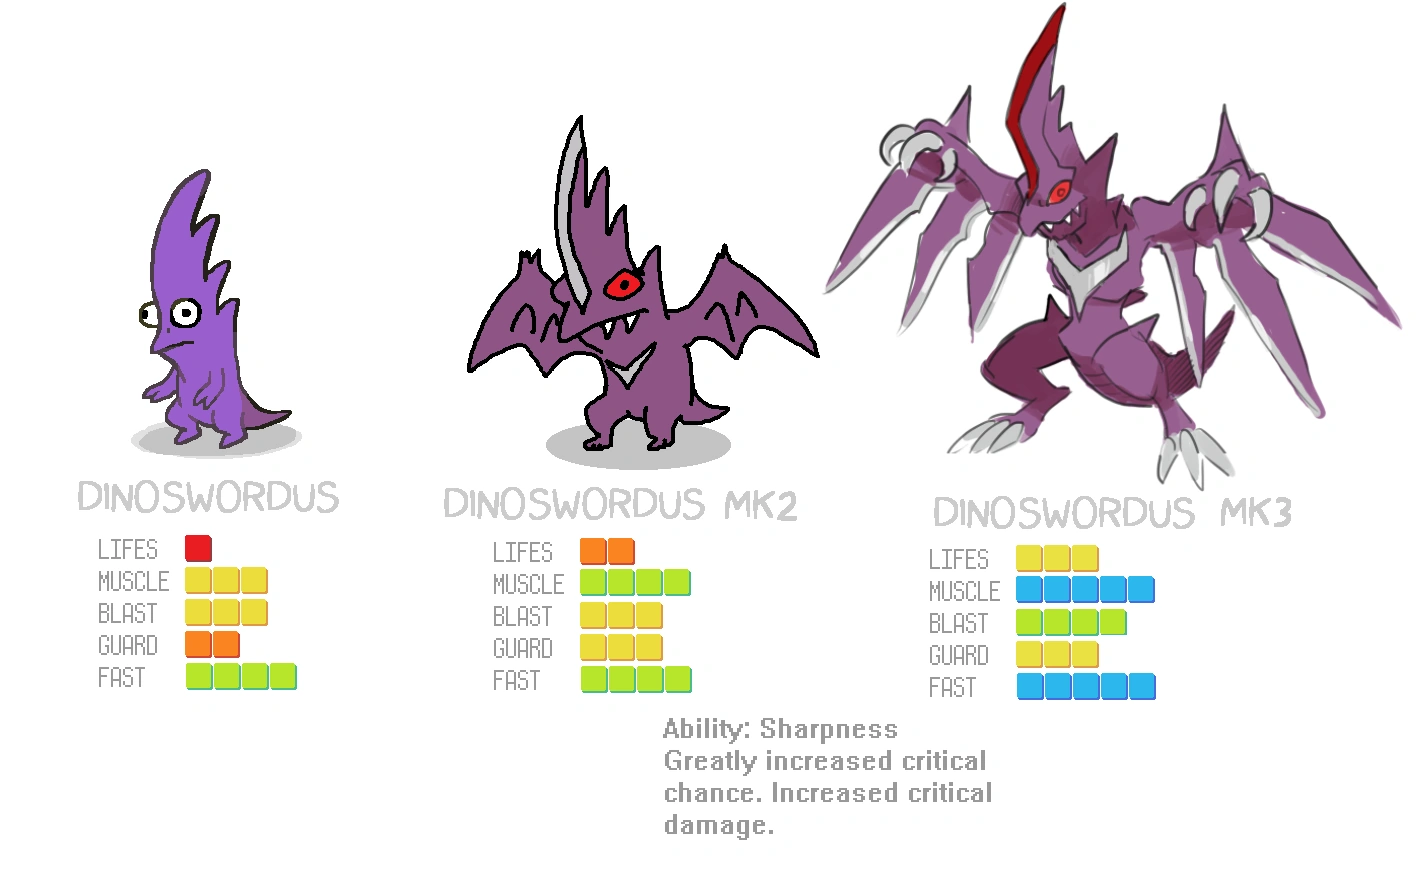 DINOSWORDUS
LIFES
MUSCLE
BLAST
GUARD
FAST
DINOSWORDUS MK2
LIFES
MUSCLE
BLAST
GUARD
FAST
DINOSWORDUS MK3
LIFES
MUSCLE
BLAST
GUARD
FAST
Ability: Sharpness
Greatly increased critical
chance. Increased critical
damage.